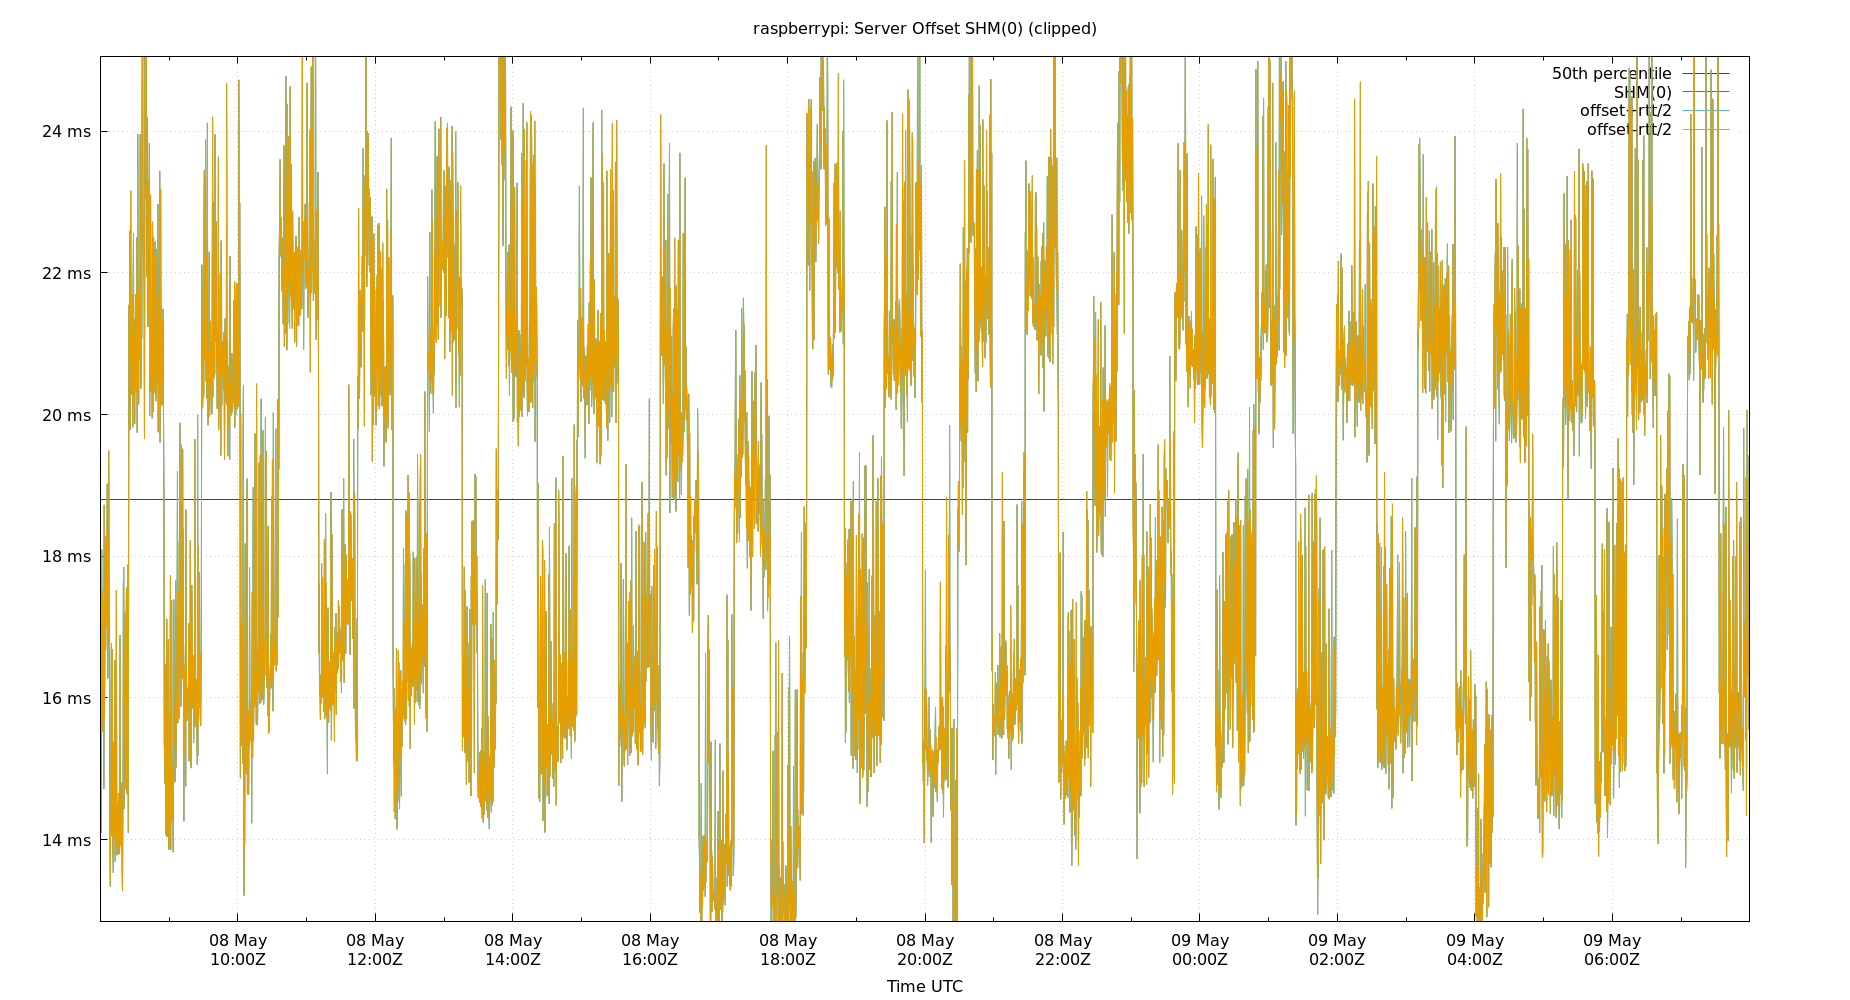 raspberrypi: Server Offset SHM(0) (clipped)
50th percentile
SHM(0)
offset+rtt/2
offset-rtt/2
24 ms
22 ms
20 ms
18 ms
16 ms
14 ms
08 May 08 May 08 May 08 May 08 May 08 May 08 May 09 May 09 May 09 May 09 May
10:00Z 12:00Z 14:00Z 16:00Z 18:00Z 20:00Z 22:00Z 00:00Z 02:00Z 04:00Z 06:00Z
Time UTC